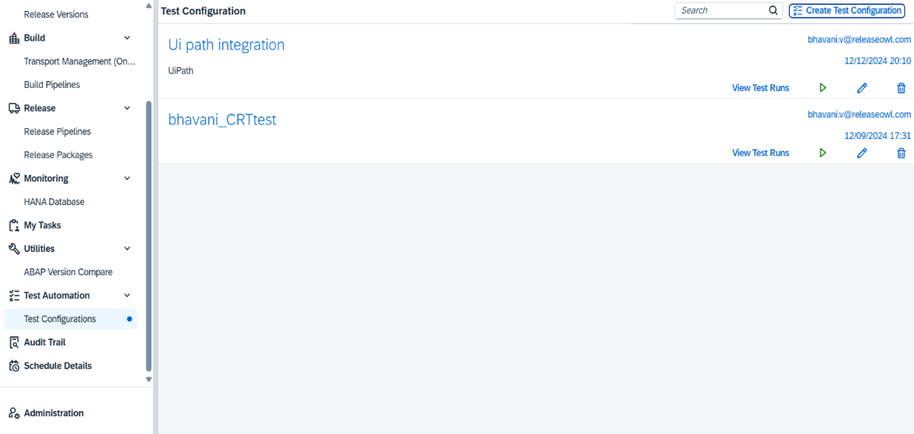 Release Versions
Build
Transport Management (On...
Build Pipelines
Release
Release Pipelines
Release Packages
Monitoring
HANA Database
My Tasks
Utilities
ABAP Version Compare
Test Automation
Test Configurations
Audit Trail
Schedule Details
Administration
Test Configuration
Search
Create Test Configuration
Ui path integration
bhavani.v@releaseowl.com
12/12/2024 20:10
UiPath
View Test Runs
bhavani_CRTtest
bhavani.v@releaseowl.com
12/09/2024 17:31
View Test Runs